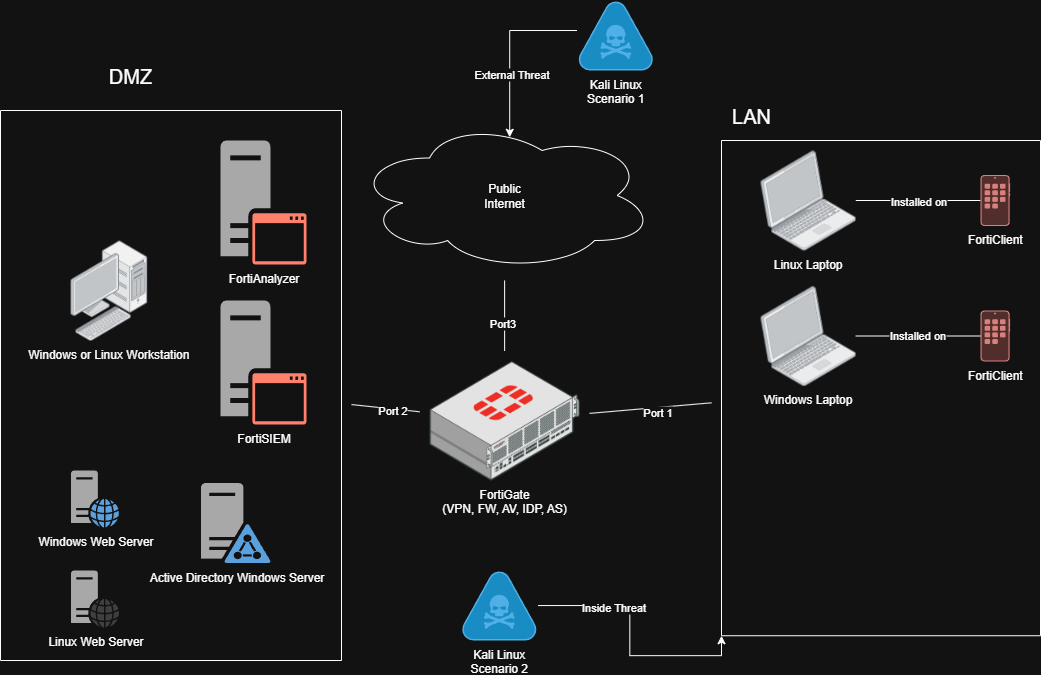 Kali Linux
Scenario 1
External Threat
DMZ
LAN
Public
Internet
Installed on
FortiClient
Linux Laptop
FortiAnalyzer
Port3
Installed on
FortiClient
Windows or Linux Workstation
Windows Laptop
Port 2
Port 1
FortiSIEM
FortiGate
(VPN, FW, AV, IDP, AS)
Windows Web Server
Active Directory Windows Server
Inside Threat
Linux Web Server
Kali Linux
Scenario 2